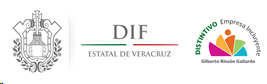 DIF
ESTATAL DE VERACRUZ
DISTINTIVO Empresa Incluyente
Gilberto Rincón Gallardo